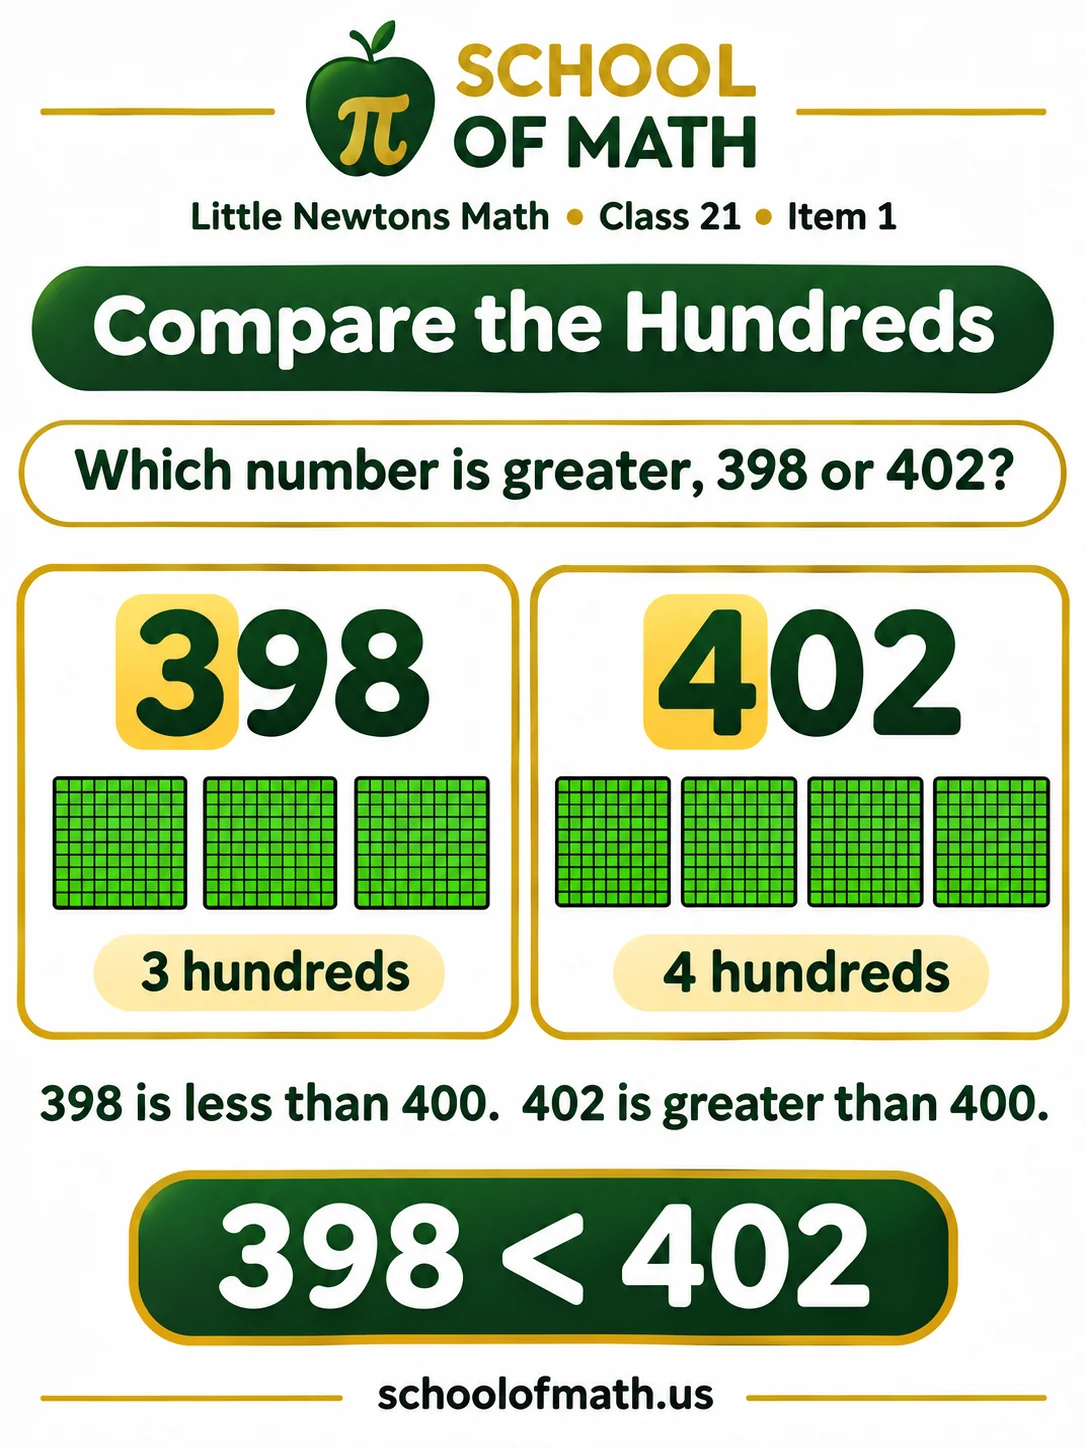 π
SCHOOL
OF MATH
Little Newtons Math • Class 21 • Item 1
Compare the Hundreds
Which number is greater, 398 or 402?
398
3 hundreds
402
4 hundreds
398 is less than 400. 402 is greater than 400.
398 < 402
schoolofmath.us